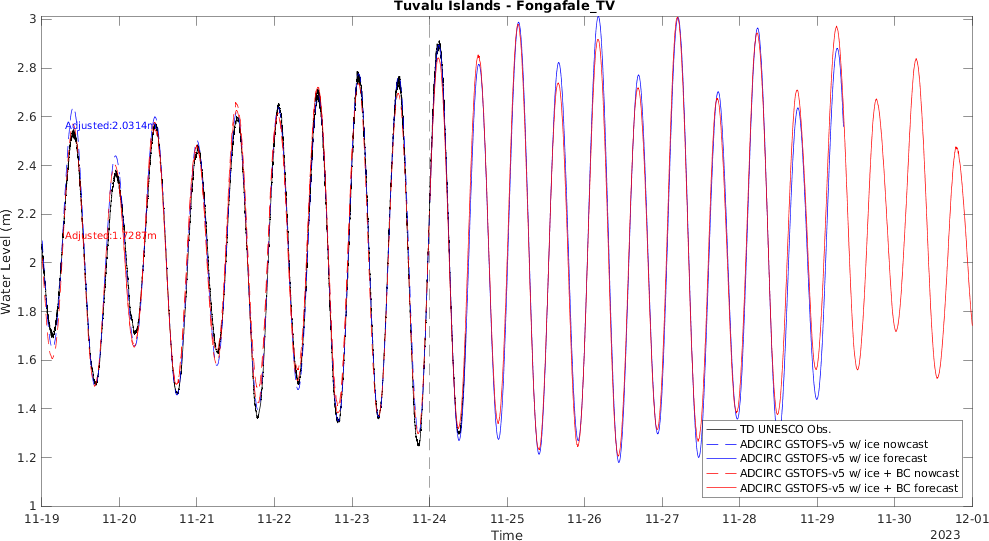 Tuvalu Islands - Fongafale_TV
3
2.8
2.6
2.4
2.2
2
1.8
1.6
1.4
1.2
1
Water Level (m)
Adjusted:2.0314m
Adjusted:1.7287m
TD UNESCO Obs.
ADCIRC GSTOFS-v5 w/ ice nowcast
ADCIRC GSTOFS-v5 w/ ice forecast
ADCIRC GSTOFS-v5 w/ ice + BC nowcast
ADCIRC GSTOFS-v5 w/ ice + BC forecast
11-19 11-20 11-21 11-22 11-23 11-24 11-25 11-26 11-27 11-28 11-29 11-30 12-01
Time
2023